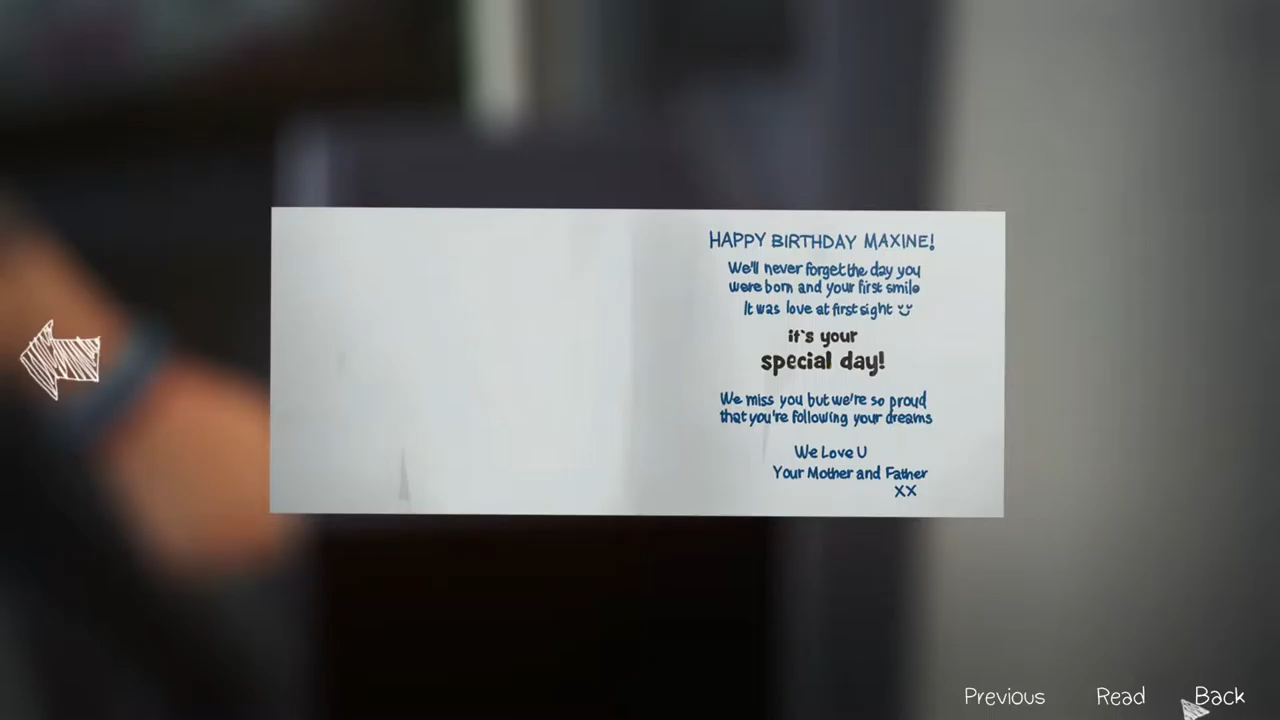 HAPPY BIRTHDAY MAXINE!
We'll never forget the day you
were born and your first smile
It was love at first sight
it's your
special day!
We miss you but we're so proud
that you're following your dreams
We Love U
Your Mother and Father
XX
Previous Read Back